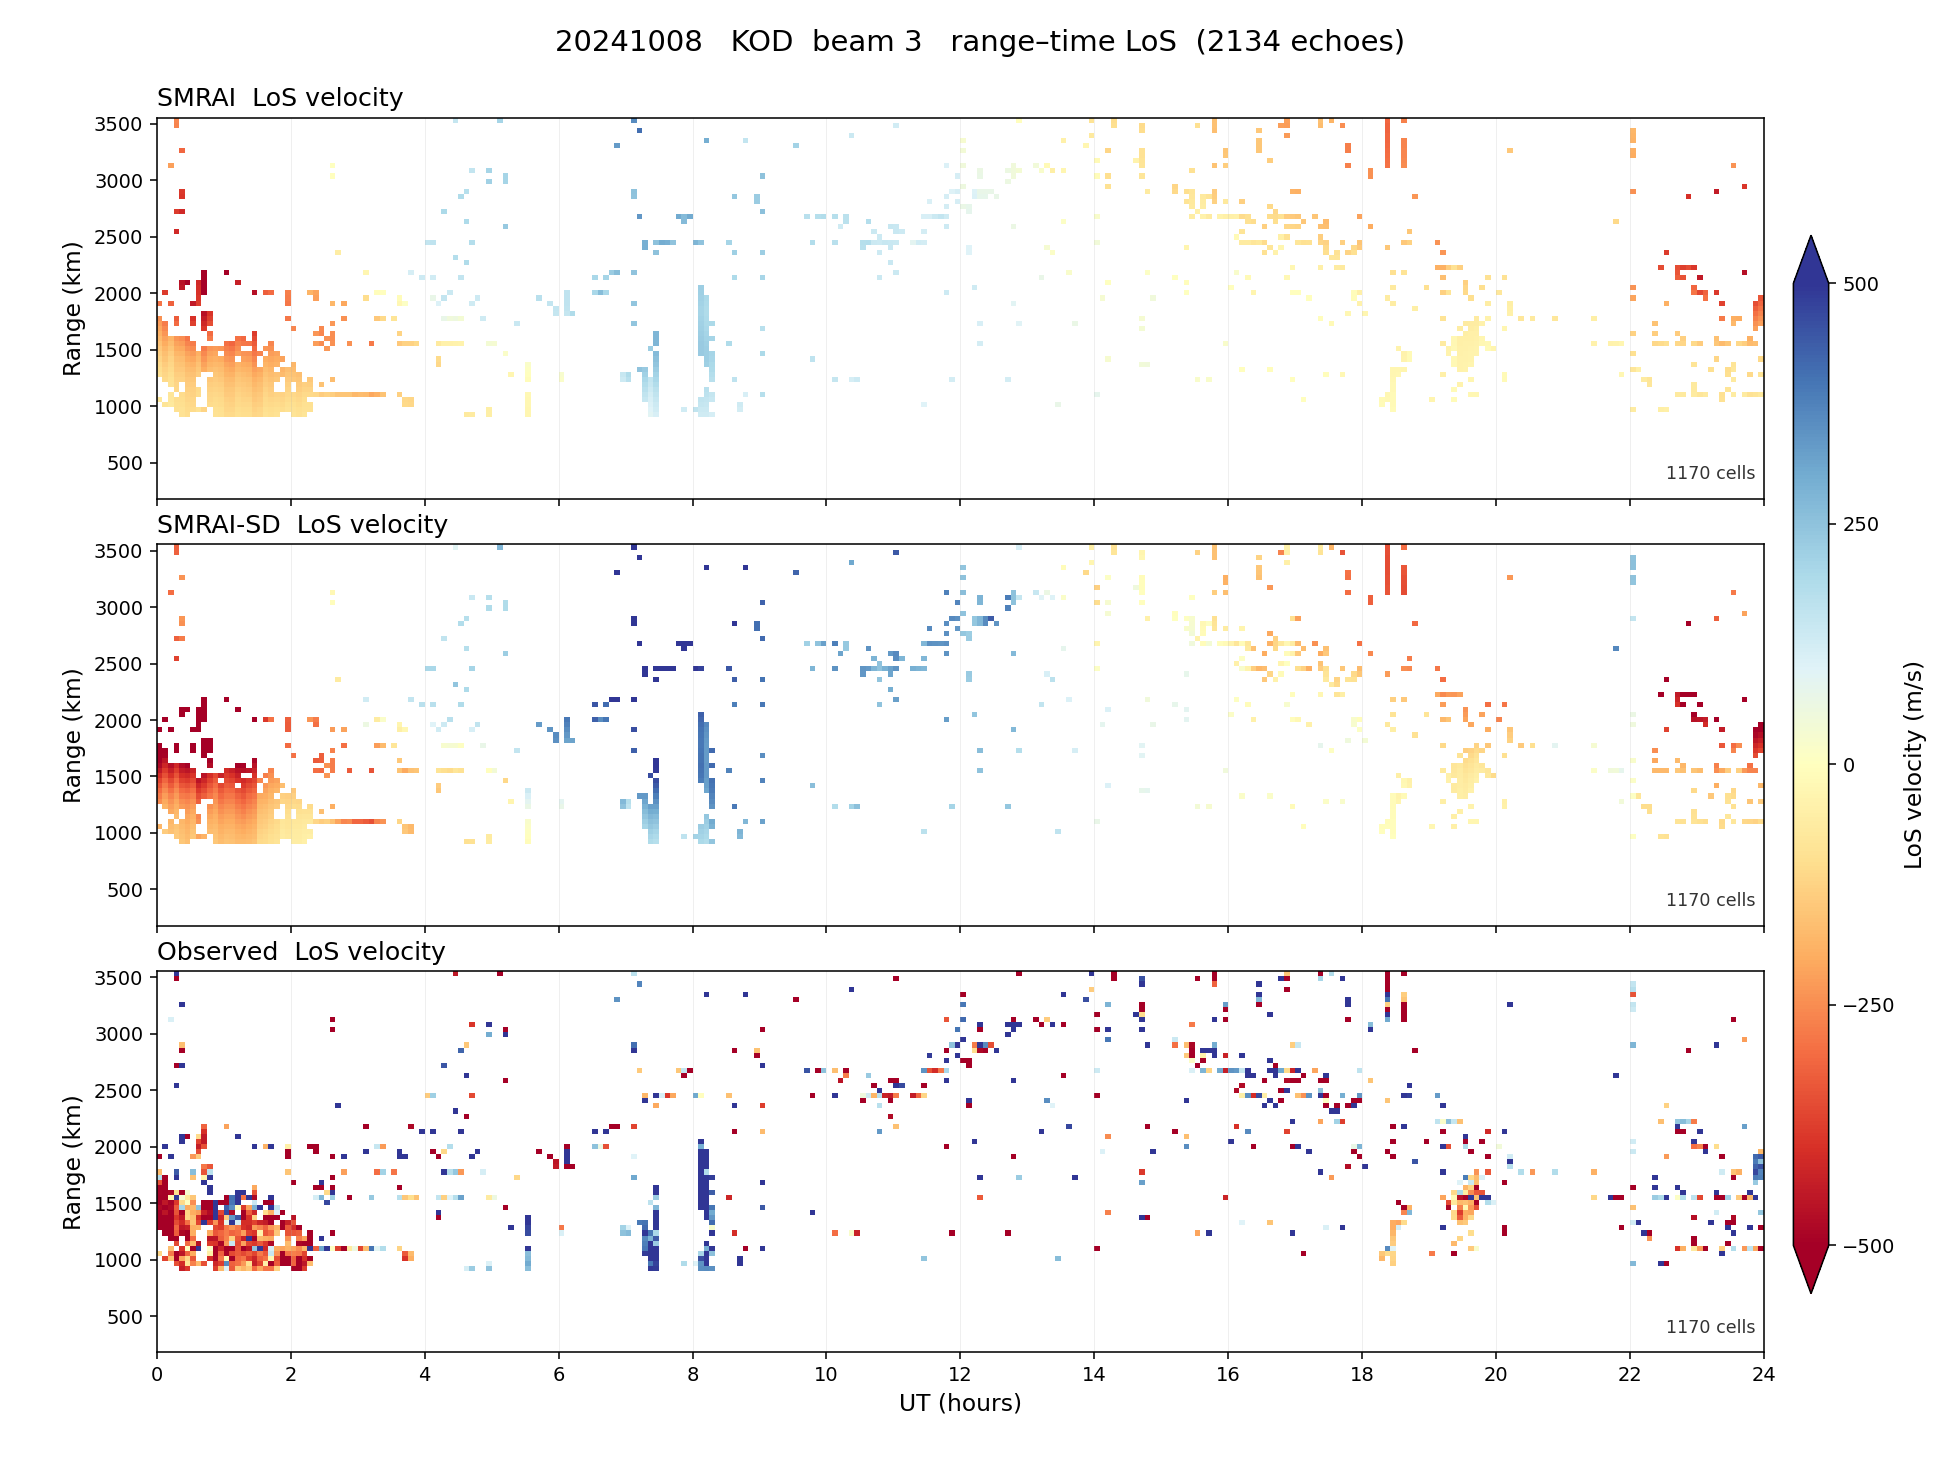 20241008   KOD  beam 3   range–time LoS  (2134 echoes)
SMRAI  LoS velocity
3500
3000
2500
2000
1500
1000
500
Range (km)
1170 cells
SMRAI-SD  LoS velocity
3500
3000
2500
2000
1500
1000
500
Range (km)
1170 cells
Observed  LoS velocity
3500
3000
2500
2000
1500
1000
500
Range (km)
1170 cells
0 2 4 6 8 10 12 14 16 18 20 22 24
UT (hours)
500
250
0
−250
−500
LoS velocity (m/s)